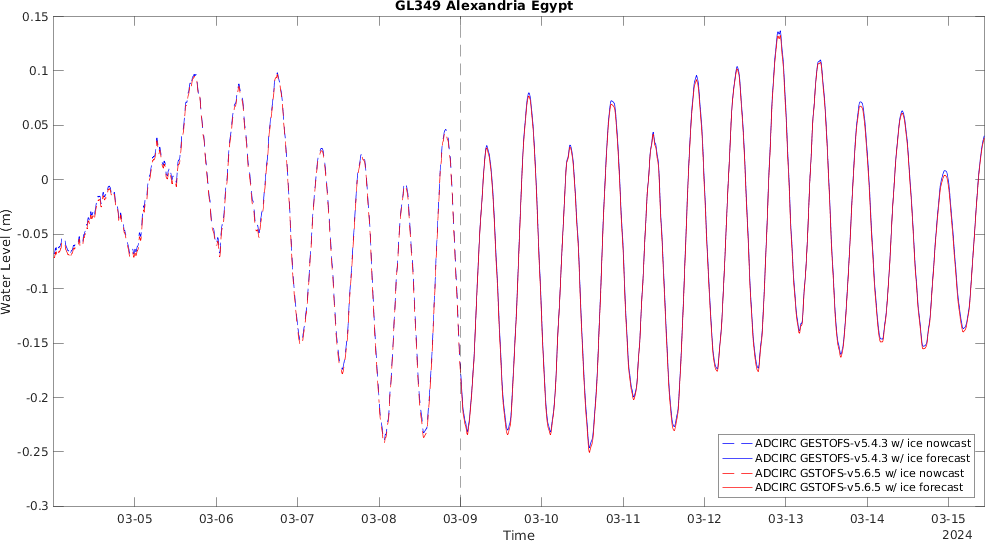 GL349 Alexandria Egypt
0.15
0.1
0.05
0
-0.05
-0.1
-0.15
-0.2
-0.25
-0.3
Water Level (m)
ADCIRC GESTOFS-v5.4.3 w/ ice nowcast
ADCIRC GESTOFS-v5.4.3 w/ ice forecast
ADCIRC GSTOFS-v5.6.5 w/ ice nowcast
ADCIRC GSTOFS-v5.6.5 w/ ice forecast
03-05 03-06 03-07 03-08 03-09 03-10 03-11 03-12 03-13 03-14 03-15
Time
2024